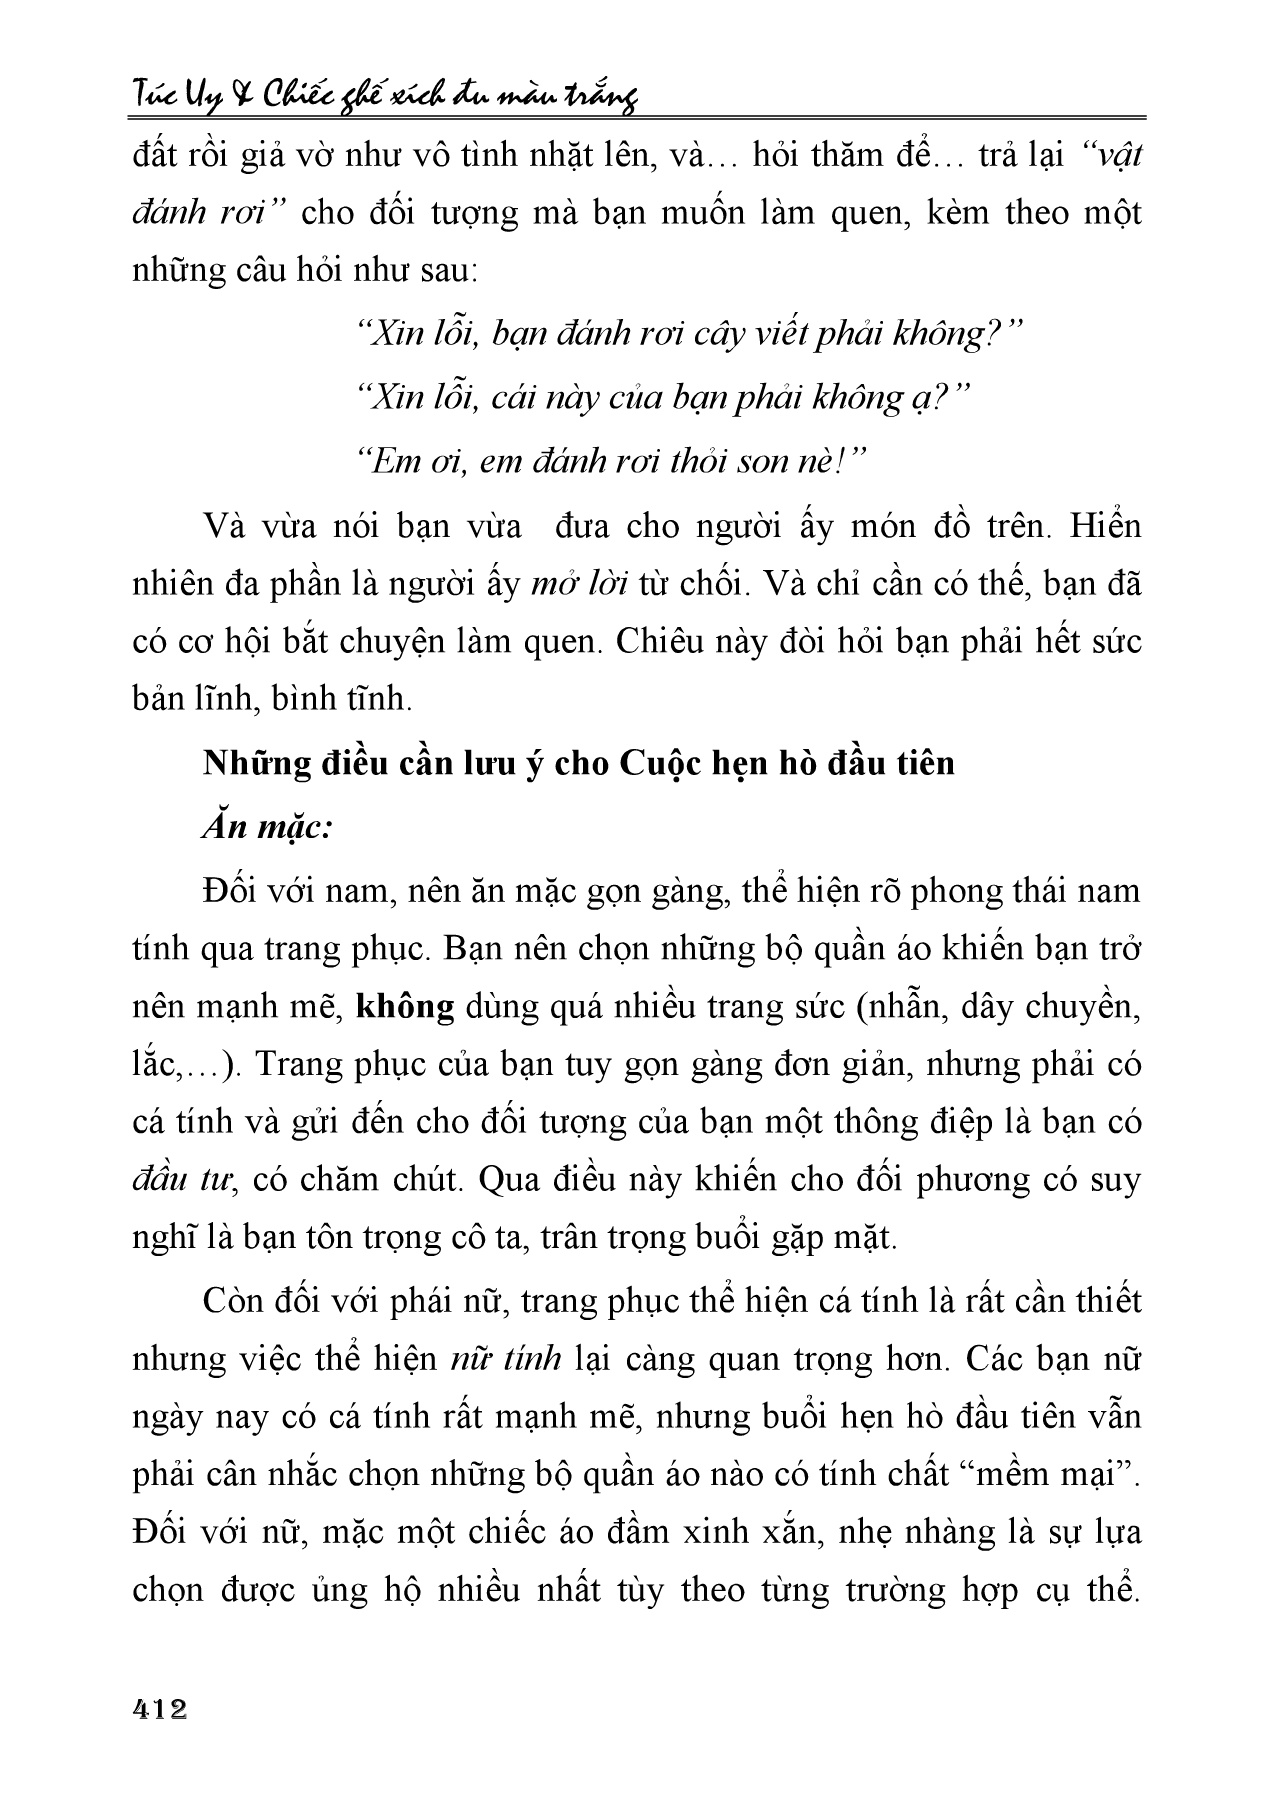 Túc Uy & Chiếc ghế xích đu màu trắng
đất rồi giả vờ như vô tình nhặt lên, và… hỏi thăm để… trả lại “vật
đánh rơi” cho đối tượng mà bạn muốn làm quen, kèm theo một
những câu hỏi như sau:
“Xin lỗi, bạn đánh rơi cây viết phải không?”
“Xin lỗi, cái này của bạn phải không ạ?”
“Em ơi, em đánh rơi thỏi son nè!”
Và vừa nói bạn vừa đưa cho người ấy món đồ trên. Hiển
nhiên đa phần là người ấy mở lời từ chối. Và chỉ cần có thế, bạn đã
có cơ hội bắt chuyện làm quen. Chiêu này đòi hỏi bạn phải hết sức
bản lĩnh, bình tĩnh.
Những điều cần lưu ý cho Cuộc hẹn hò đầu tiên
Ăn mặc:
Đối với nam, nên ăn mặc gọn gàng, thể hiện rõ phong thái nam
tính qua trang phục. Bạn nên chọn những bộ quần áo khiến bạn trở
nên mạnh mẽ, không dùng quá nhiều trang sức (nhẫn, dây chuyền,
lắc,…). Trang phục của bạn tuy gọn gàng đơn giản, nhưng phải có
cá tính và gửi đến cho đối tượng của bạn một thông điệp là bạn có
đầu tư, có chăm chút. Qua điều này khiến cho đối phương có suy
nghĩ là bạn tôn trọng cô ta, trân trọng buổi gặp mặt.
Còn đối với phái nữ, trang phục thể hiện cá tính là rất cần thiết
nhưng việc thể hiện nữ tính lại càng quan trọng hơn. Các bạn nữ
ngày nay có cá tính rất mạnh mẽ, nhưng buổi hẹn hò đầu tiên vẫn
phải cân nhắc chọn những bộ quần áo nào có tính chất “mềm mại”.
Đối với nữ, mặc một chiếc áo đầm xinh xắn, nhẹ nhàng là sự lựa
chọn được ủng hộ nhiều nhất tùy theo từng trường hợp cụ thể.
412